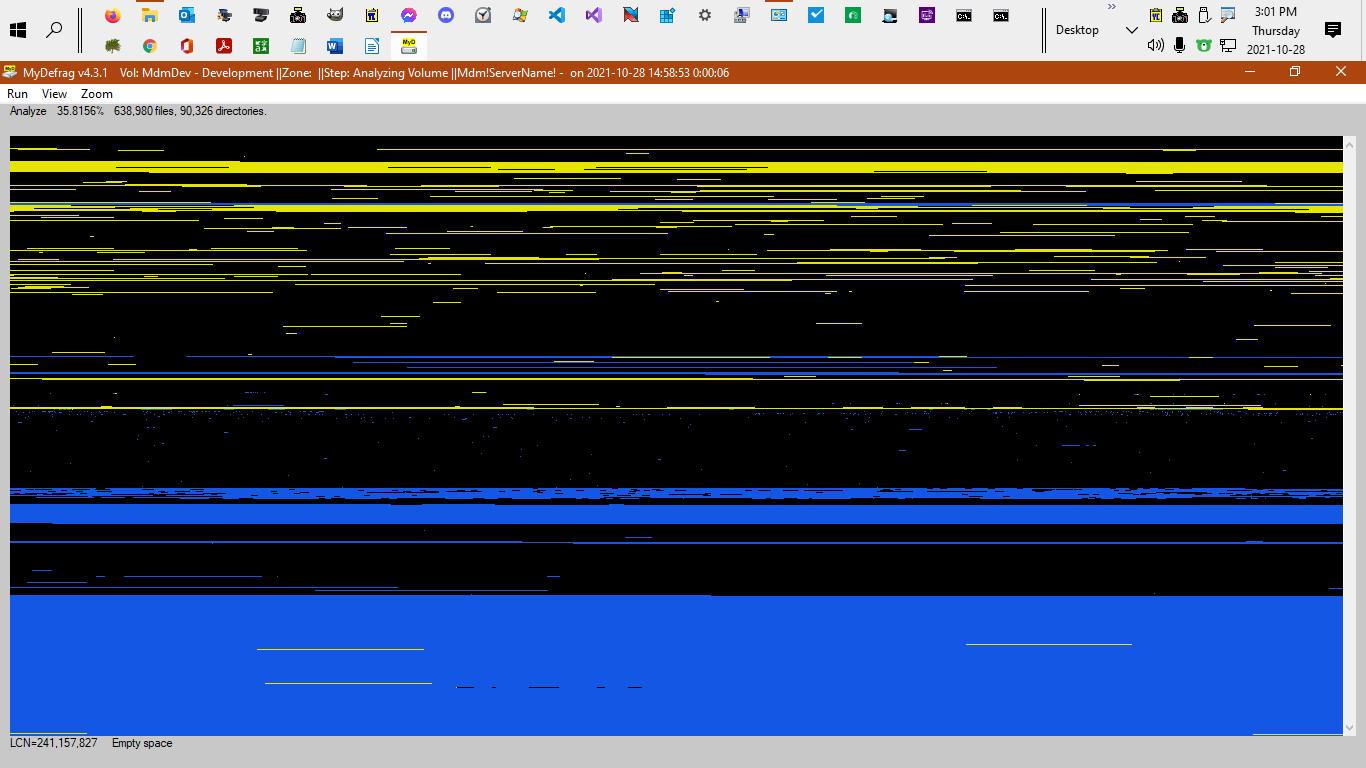 3:01 PM
Desktop
Thursday
2021-10-28
MyD
MyDefrag v4.3.1 Vol: MdmDev - Development ||Zone: ||Step: Analyzing Volume ||Mdm!ServerName! - on 2021-10-28 14:58:53 0:00:06
Run View Zoom
Analyze 35.8156% 638,980 files, 90,326 directories.
LCN=241,157,827 Empty space